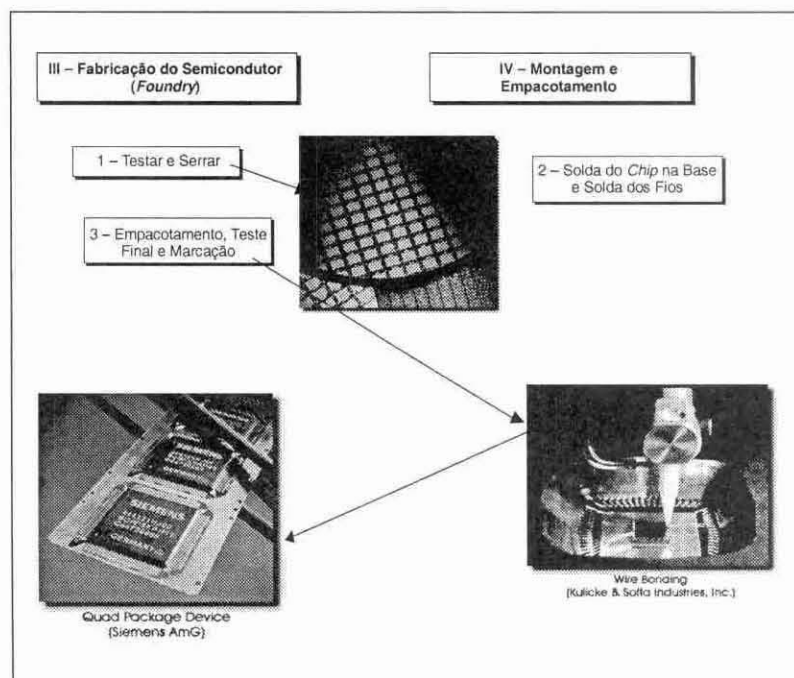 III – Fabricação do Semicondutor
(Foundry)
IV – Montagem e
Empacotamento
1 – Testar e Serrar
2 – Solda do Chip na Base
e Solda dos Fios
3 – Empacotamento, Teste
Final e Marcação
SIEMENS
Quad Package Device
(Siemens AmG)
Wire Bonding
(Kulicke & Soffa Industries, Inc.)